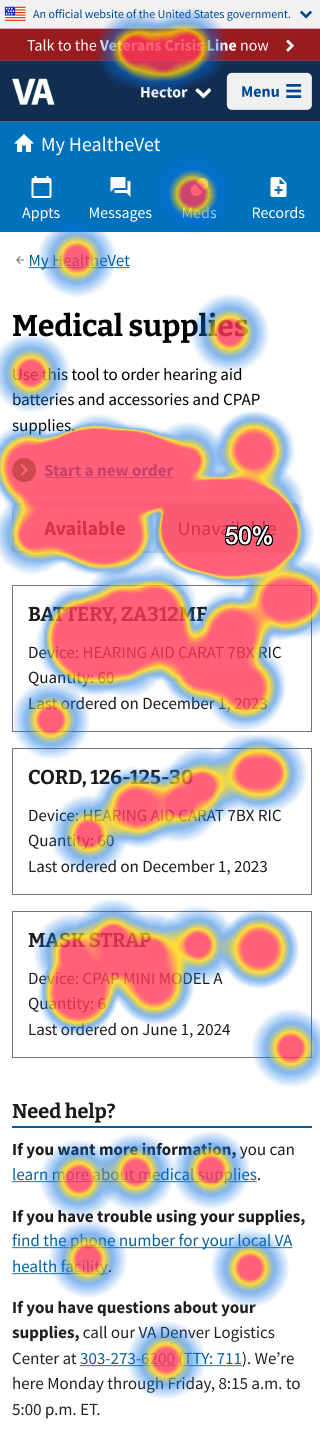 An official website of the United States government.
Talk to the Veterans Crisis Line now
VA
Hector
Menu
My HealtheVet
Appts
Messages
Meds
Records
My HealtheVet
Medical supplies
Use this tool to order hearing aid
batteries and accessories and CPAP
supplies.
Start a new order
Available
Unavailable
50%
BATTERY, ZA312MF
Device: HEARING AID CARAT 7BX RIC
Quantity: 60
Last ordered on December 1, 2023
CORD, 126-125-30
Device: HEARING AID CARAT 7BX RIC
Quantity: 60
Last ordered on December 1, 2023
MASK STRAP
Device: CPAP MINI MODEL A
Quantity: 6
Last ordered on June 1, 2024
Need help?
If you want more information, you can
learn more about medical supplies.
If you have trouble using your supplies,
find the phone number for your local VA
health facility.
If you have questions about your
supplies, call our VA Denver Logistics
Center at 303-273-6200 (TTY: 711). We’re
here Monday through Friday, 8:15 a.m. to
5:00 p.m. ET.